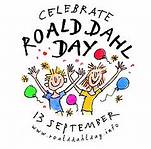 CELEBRATE
ROALD DAHL
DAY
13 SEPTEMBER
www.roalddahlday.info